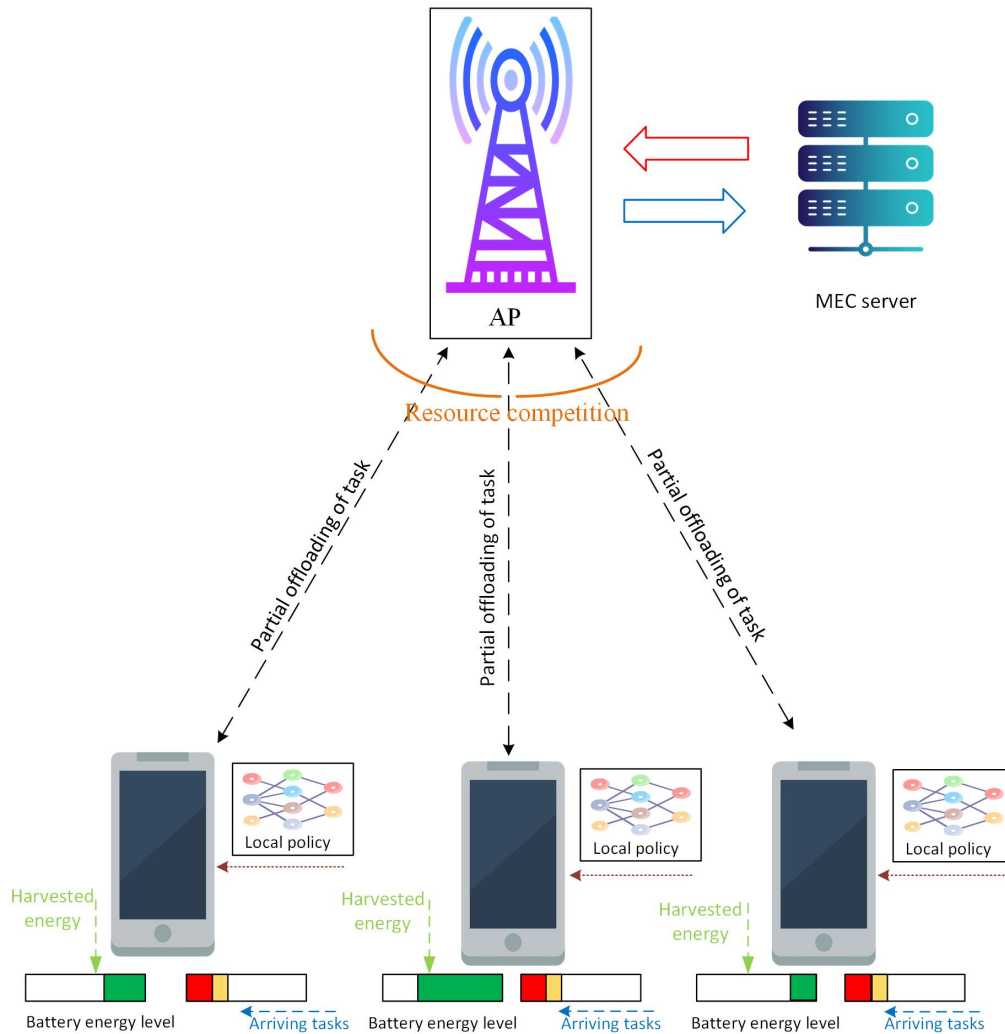 MEC server
AP
Resource competition
Partial offloading of task
Partial offloading of task
Partial offloading of task
Local policy
Local policy
Local policy
Harvested
energy
Harvested
energy
Harvested
energy
Battery energy level
Arriving tasks
Battery energy level
Arriving tasks
Battery energy level
Arriving tasks